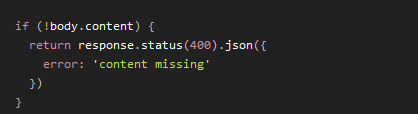 if (!body.content) {
  return response.status(400).json({
    error: 'content missing'
  })
}